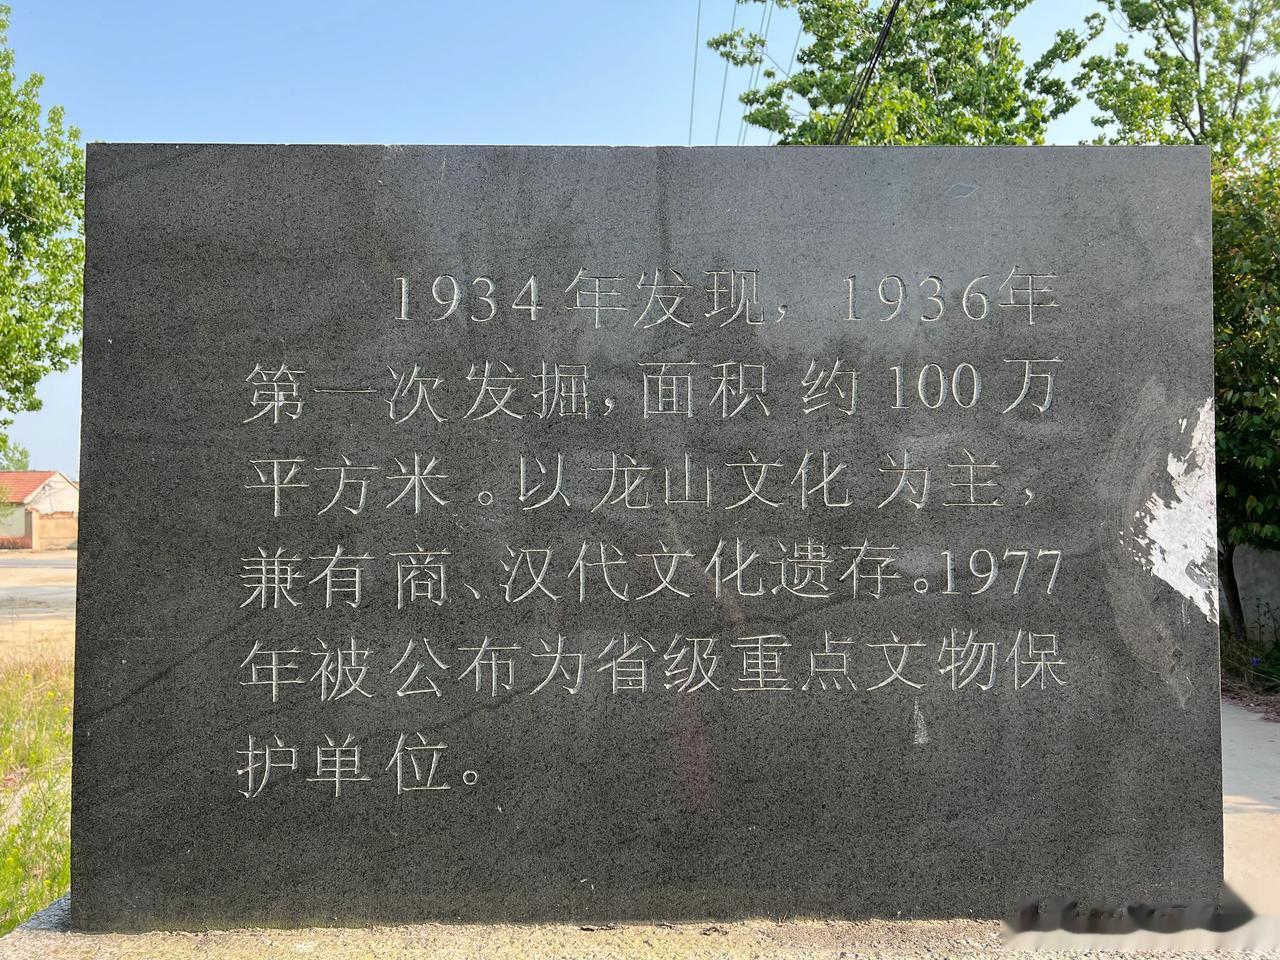 1934年发现，1936年
第一次发掘，面积约100万
平方米。以龙山文化为主，
兼有商、汉代文化遗存。1977
年被公布为省级重点文物保
护单位。